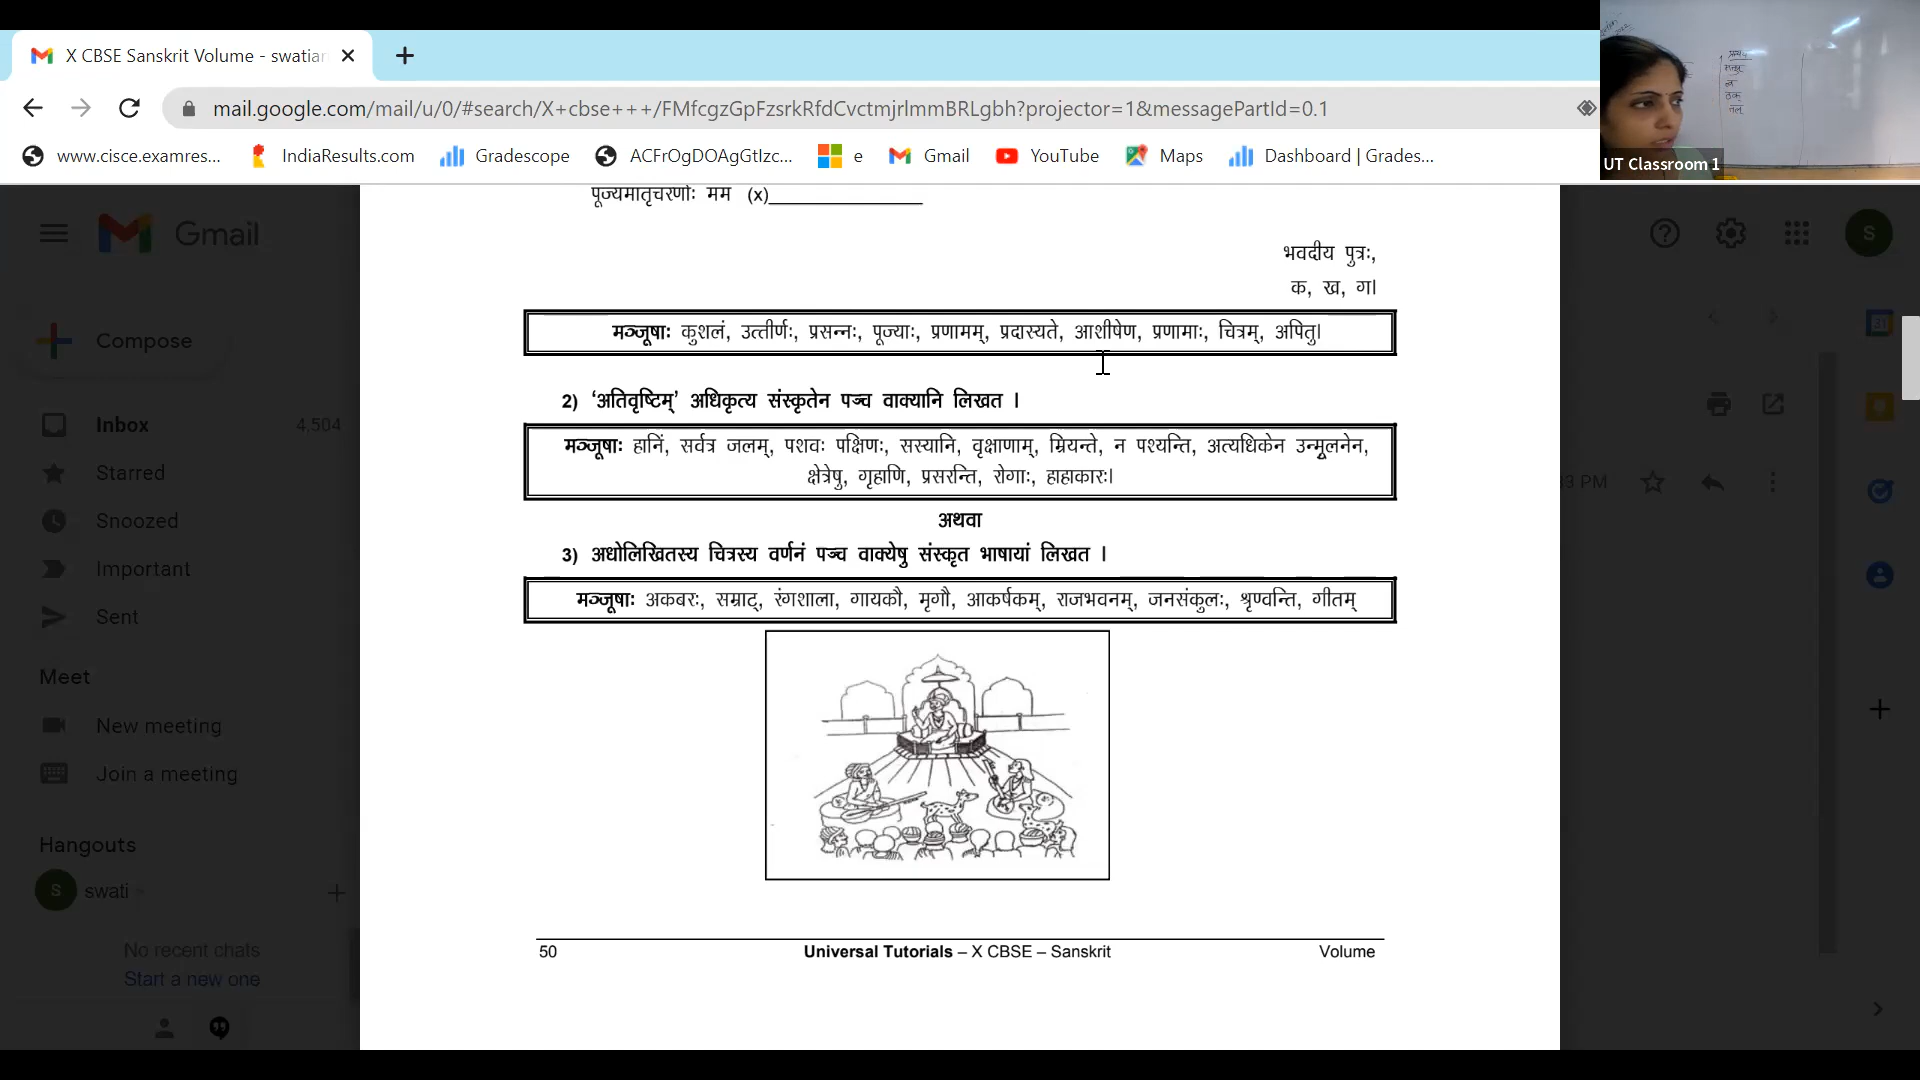 X CBSE Sanskrit Volume - swatiar
mail.google.com/mail/u/0/#search/X+cbse+++/FMfcgzGpFzsrkRfdCvctmjrlmmBRLgbh?projector=1&messagePartId=0.1
www.cisce.examres... IndiaResults.com Gradescope ACFrOgDOAgGtIzc... e Gmail YouTube Maps Dashboard | Grades...
UT Classroom 1
Gmail
S
Compose
Inbox 4,504
Starred
Snoozed
Important
Sent
Meet
New meeting
Join a meeting
Hangouts
S swati
No recent chats
Start a new one
पूज्यमातृचरणोः मम (x)
भवदीय पुत्रः,
क, ख, ग।
मञ्जूषाः कुशलं, उत्तीर्णः, प्रसन्नः, पूज्याः, प्रणामम्, प्रदास्यते, आशीषेण, प्रणामाः, चित्रम्, अपितु।
2) ‘अतिवृष्टिम्’ अधिकृत्य संस्कृतेन पञ्च वाक्यानि लिखत ।
मञ्जूषाः हानिं, सर्वत्र जलम्, पशवः पक्षिणः, सस्यानि, वृक्षाणाम्, म्रियन्ते, न पश्यन्ति, अत्यधिकेन उन्मूलनेन,
क्षेत्रेषु, गृहाणि, प्रसरन्ति, रोगाः, हाहाकारः।
अथवा
3) अधोलिखितस्य चित्रस्य वर्णनं पञ्च वाक्येषु संस्कृत भाषायां लिखत ।
मञ्जूषाः अकबरः, सम्राट्, रंगशाला, गायकौ, मृगौ, आकर्षकम्, राजभवनम्, जनसंकुलः, श्रृण्वन्ति, गीतम्
50 Universal Tutorials – X CBSE – Sanskrit Volume